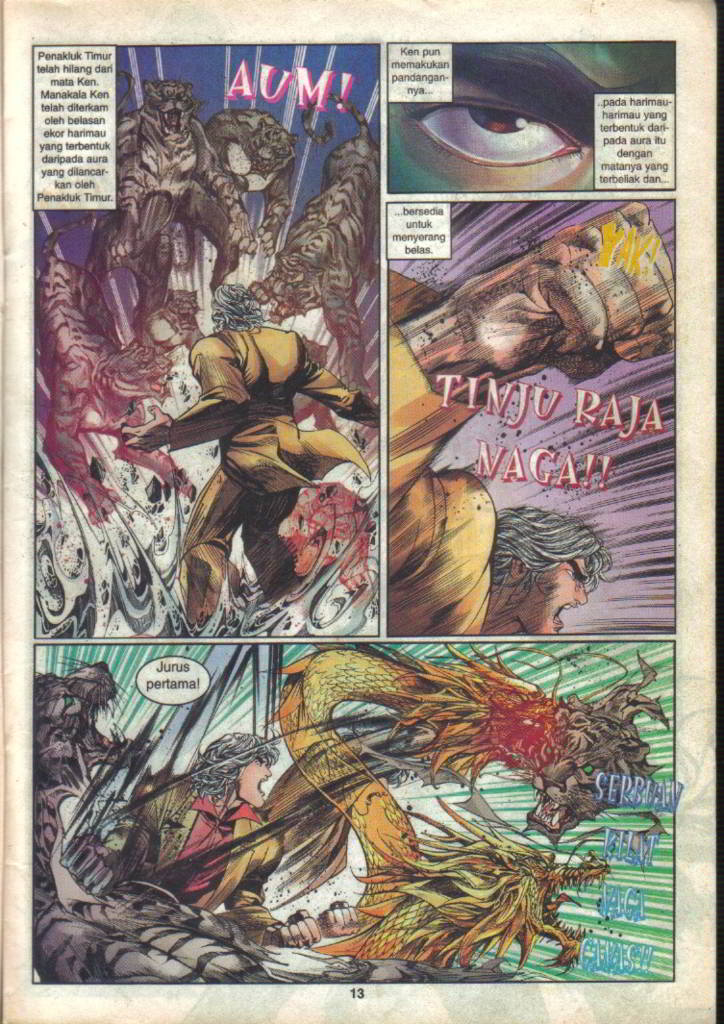 Penakluk Timur
telah hilang dari
mata Ken.
Manakala Ken
telah diterkam
oleh belasan
ekor harimau
yang terbentuk
daripada aura
yang dilancar-
kan oleh
Penakluk Timur.
AUM!
Ken pun
memakukan
pandangan-
nya...
..pada harimau-
harimau yang
terbentuk dari-
pada aura itu
dengan
matanya yang
terbeliak dan...
...bersedia
untuk
menyerang
belas.
YAK!
TINJU RAJA
NAGA!!
Jurus
pertama!
SERBUAN
KILAT
NAGA
GANAS!!
13